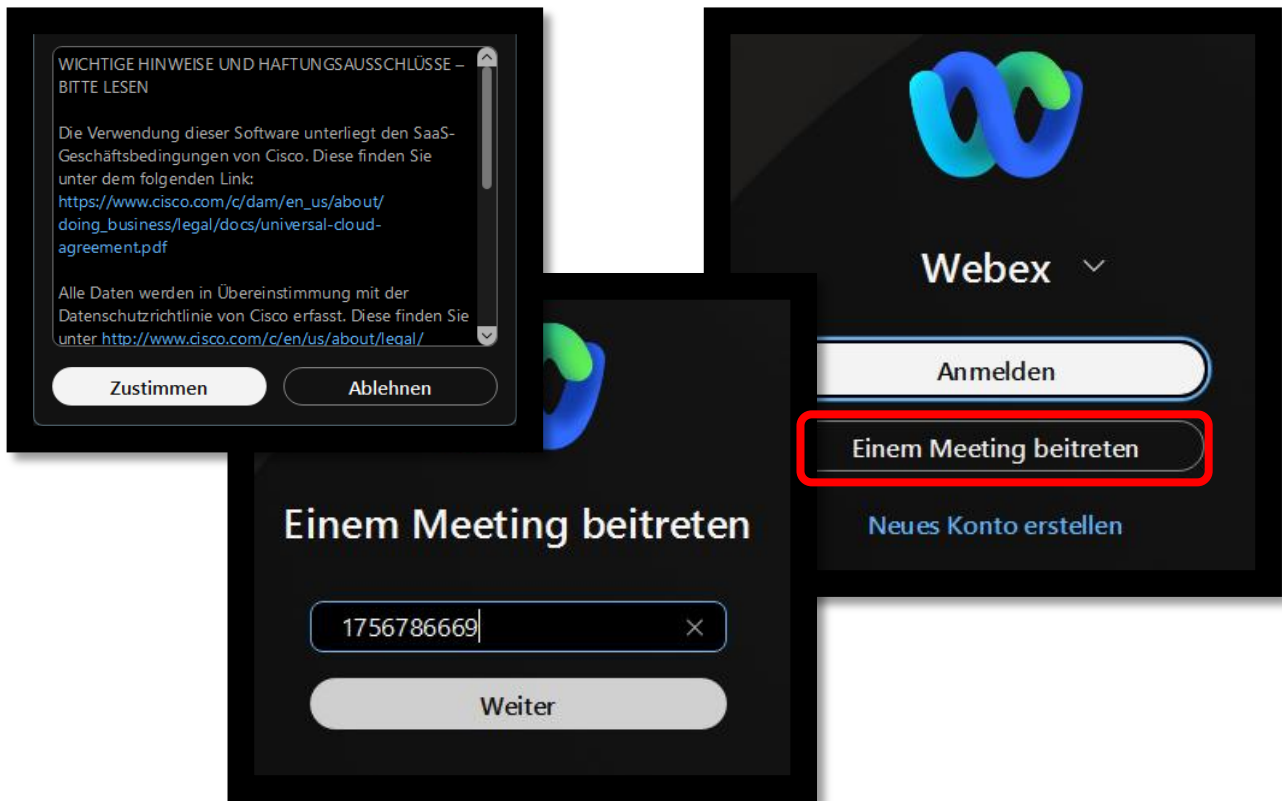 WICHTIGE HINWEISE UND HAFTUNGSAUSSCHLÜSSE –
BITTE LESEN
Die Verwendung dieser Software unterliegt den SaaS-
Geschäftsbedingungen von Cisco. Diese finden Sie
unter dem folgenden Link:
https://www.cisco.com/c/dam/en_us/about/
doing_business/legal/docs/universal-cloud-
agreement.pdf
Alle Daten werden in Übereinstimmung mit der
Datenschutzrichtlinie von Cisco erfasst. Diese finden Sie
unter http://www.cisco.com/c/en/us/about/legal/
Zustimmen
Ablehnen
Webex
Anmelden
Einem Meeting beitreten
Neues Konto erstellen
Einem Meeting beitreten
1756786669
Weiter